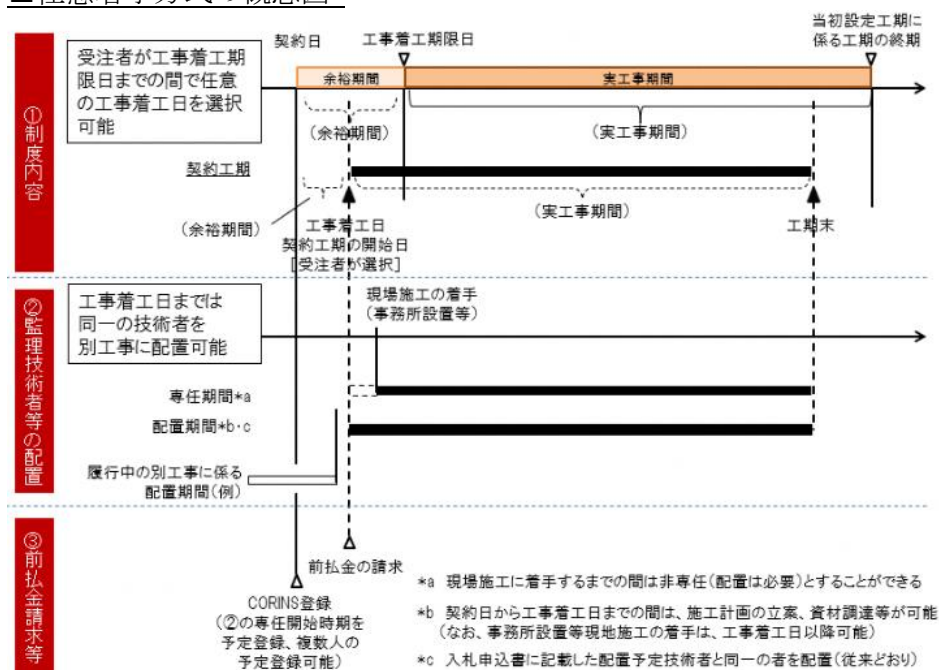 受注者が工事着工期
限日までの間で任意
の工事着工日を選択
可能
契約日
工事着工期限日
当初設定工期に
係る工期の終期
余裕期間
実工事期間
(余裕期間)
(実工事期間)
①制度内容
契約工期
(余裕期間)
(実工事期間)
工事着工日
契約工期の開始日
[受注者が選択]
工期末
②監理技術者等の配置
工事着工日までは
同一の技術者を
別工事に配置可能
現場施工の着手
(事務所設置等)
専任期間*a
配置期間*b・c
履行中の別工事に係る
配置期間(例)
③前払金請求等
前払金の請求
CORINS登録
(②の専任開始時期を
予定登録、複数人の
予定登録可能)
*a 現場施工に着手するまでの間は非専任(配置は必要)とすることができる
*b 契約日から工事着工日までの間は、施工計画の立案、資材調達等が可能
(なお、事務所設置等現地施工の着手は、工事着工日以降可能)
*c 入札申込書に記載した配置予定技術者と同一の者を配置(従来どおり)